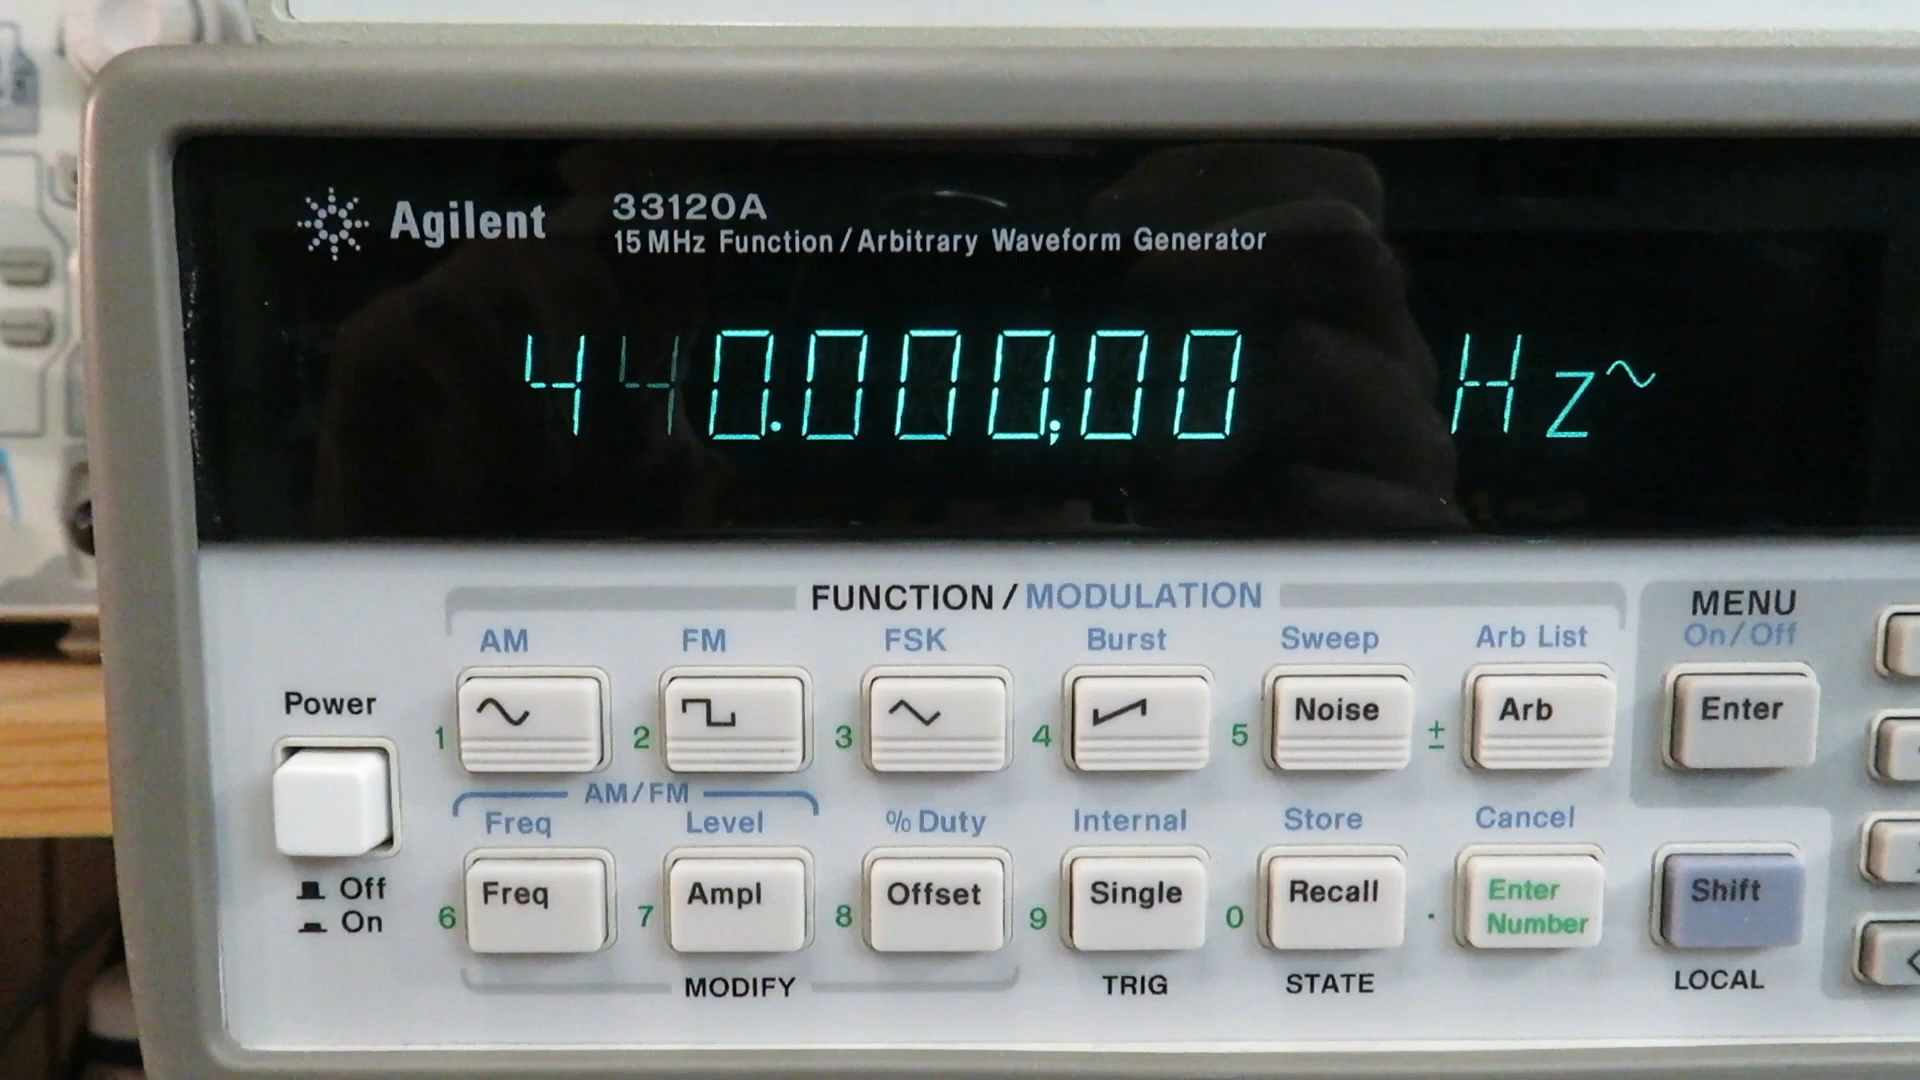 Agilent
33120A
15 MHz Function / Arbitrary Waveform Generator
440.000,00 Hz~
FUNCTION / MODULATION
MENU
On / Off
AM FM FSK Burst Sweep Arb List
Power
1 2 3 4 5 Noise ± Arb Enter
AM/FM
Freq Level % Duty Internal Store Cancel
Off
On
6 Freq 7 Ampl 8 Offset 9 Single 0 Recall . Enter Number Shift
MODIFY TRIG STATE LOCAL